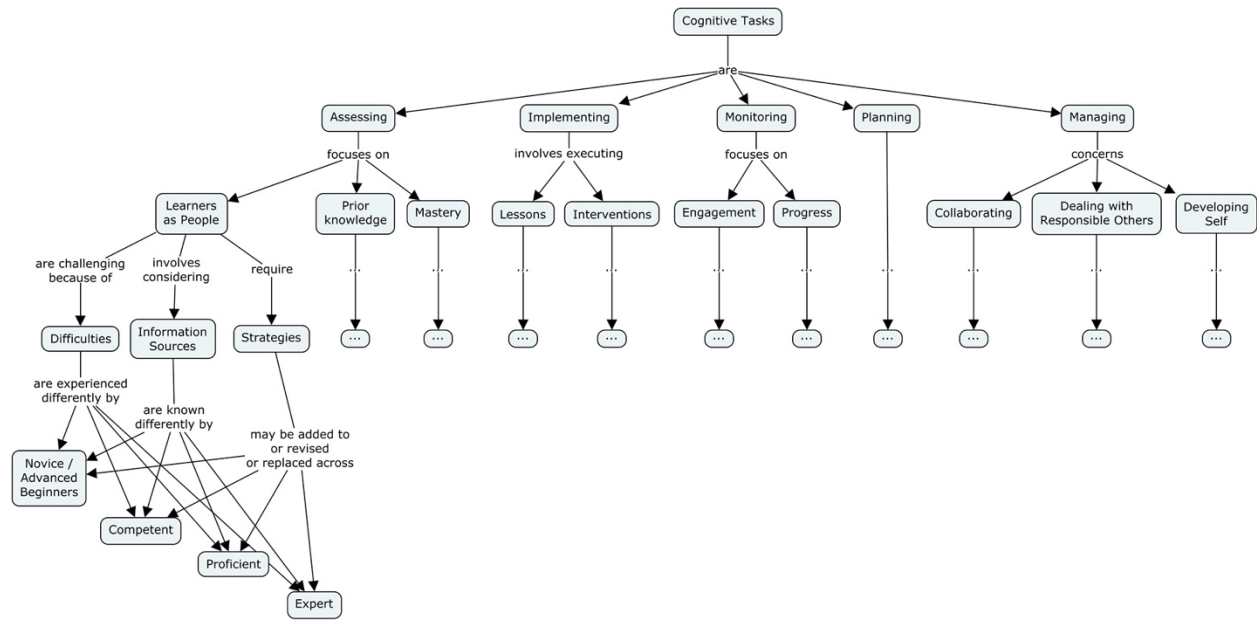 Cognitive Tasks
are
Assessing
Implementing
Monitoring
Planning
Managing
focuses on
involves executing
focuses on
concerns
Learners
as People
Prior
knowledge
Mastery
Lessons
Interventions
Engagement
Progress
Collaborating
Dealing with
Responsible Others
Developing
Self
are challenging
because of
involves
considering
require
...
...
...
...
...
...
...
...
...
...
Difficulties
Information
Sources
Strategies
...
...
...
...
...
...
...
...
...
...
are experienced
differently by
are known
differently by
may be added to
or revised
or replaced across
Novice /
Advanced
Beginners
Competent
Proficient
Expert